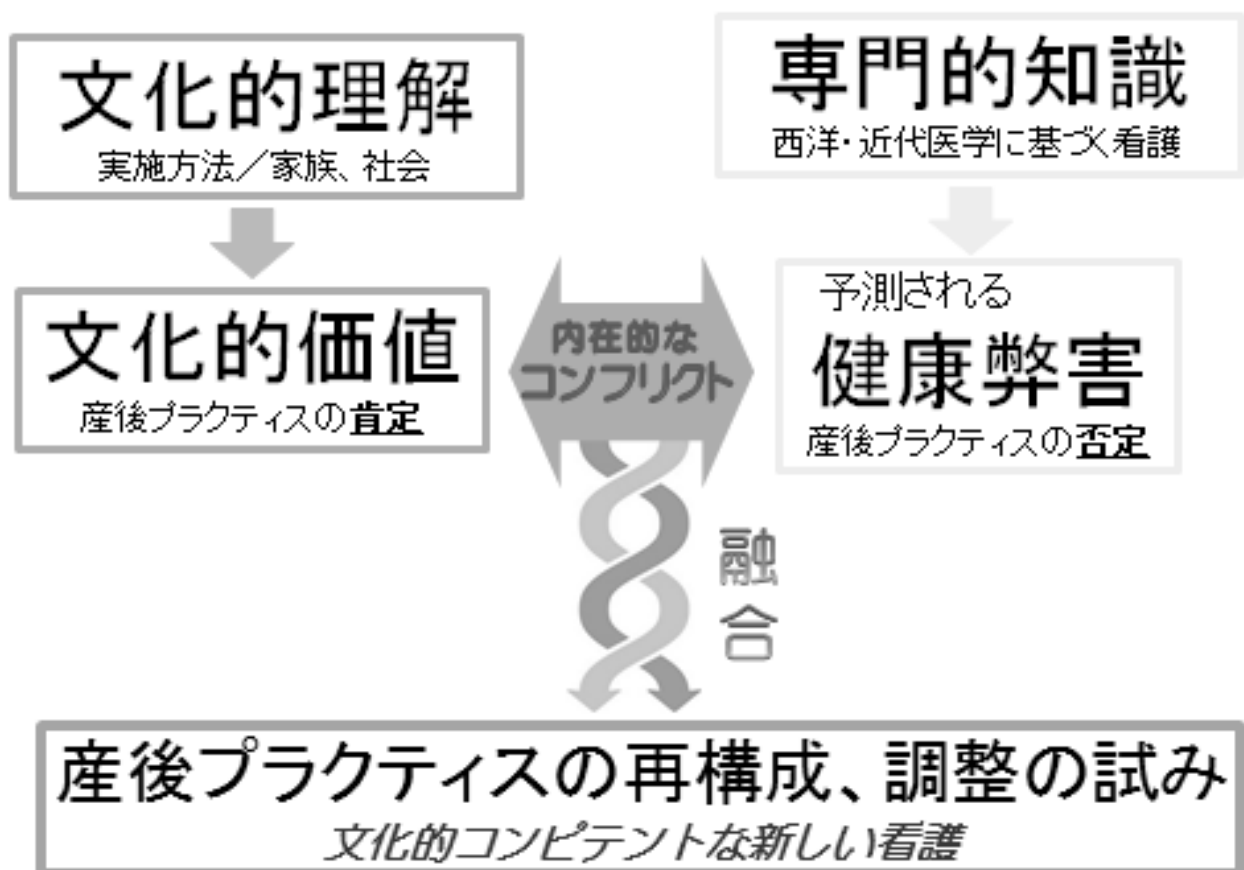 文化的理解
実施方法／家族、社会
専門的知識
西洋・近代医学に基づく看護
文化的価値
産後プラクティスの肯定
内在的な
コンフリクト
予測される
健康弊害
産後プラクティスの否定
融合
産後プラクティスの再構成、調整の試み
文化的コンピテントな新しい看護